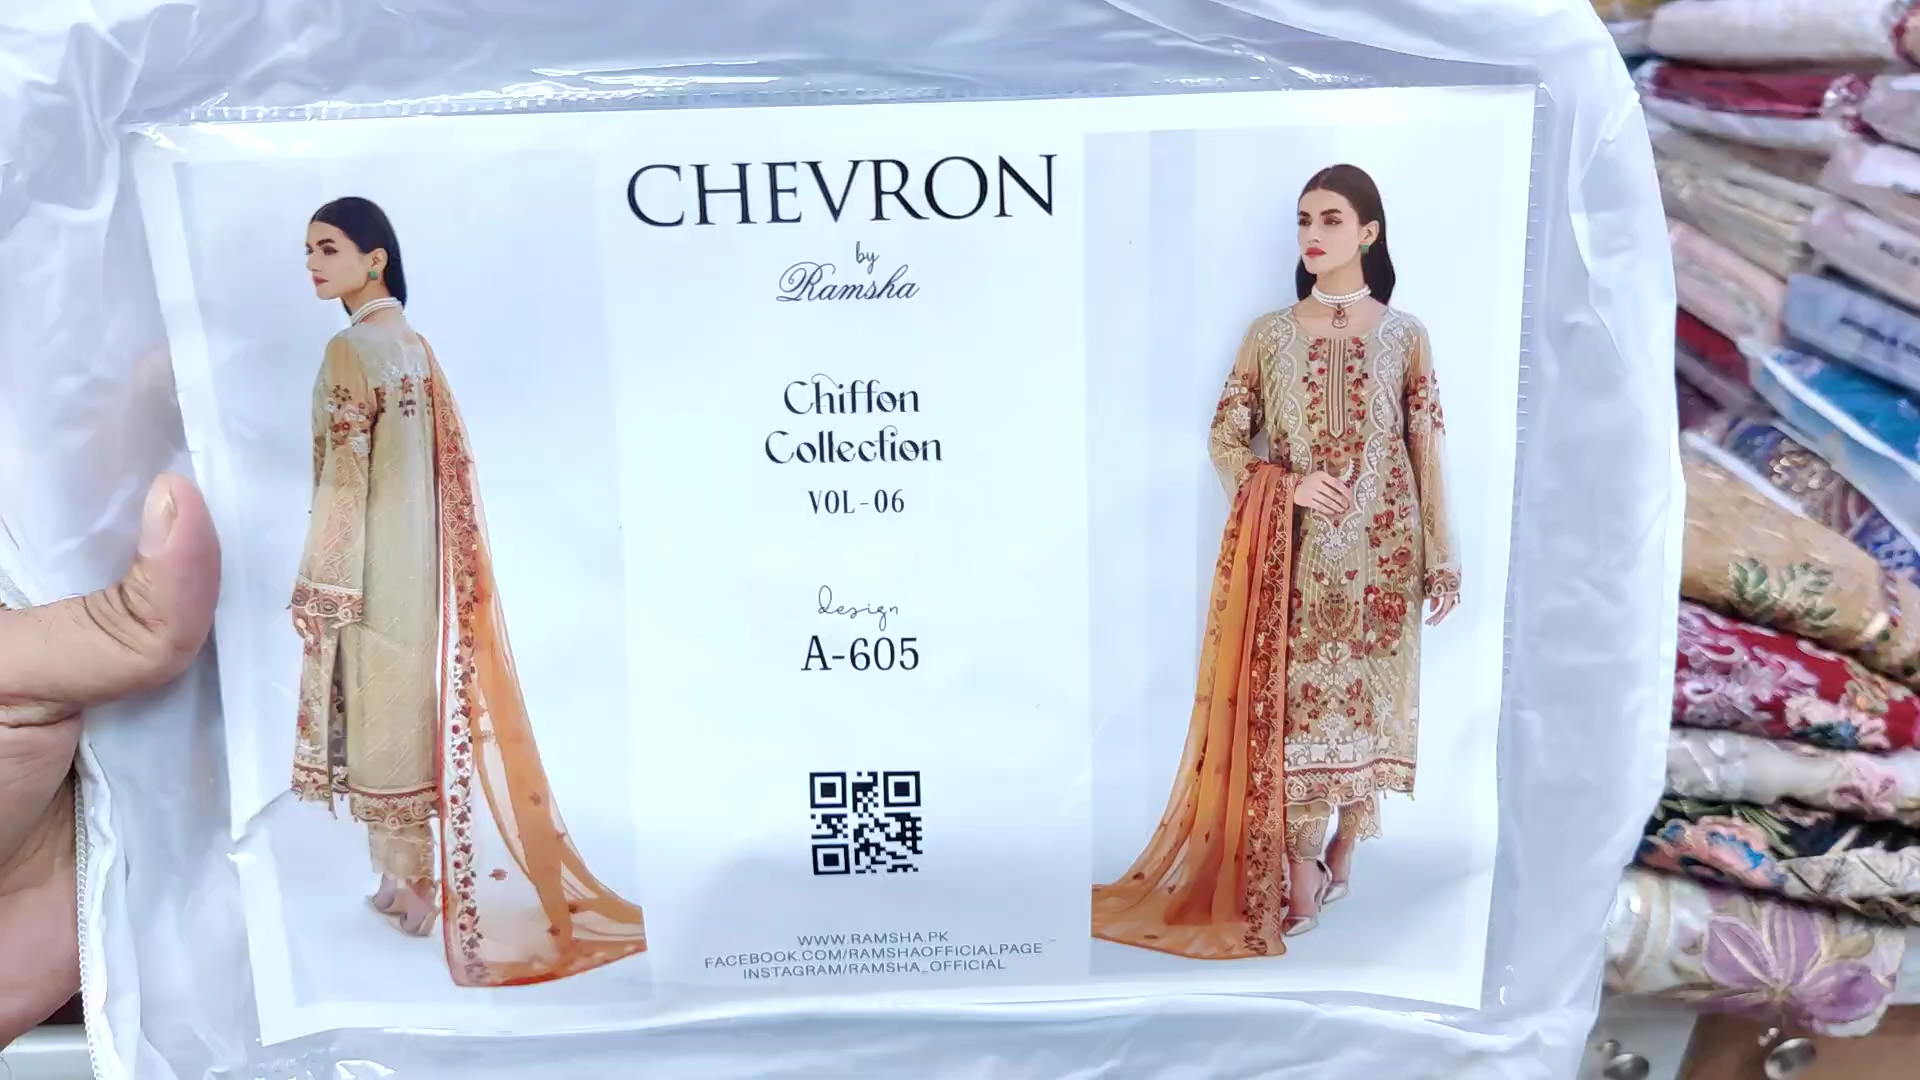 CHEVRON
by
Ramsha
Chiffon
Collection
VOL-06
design
A-605
WWW.RAMSHA.PK
FACEBOOK.COM/RAMSHAOFFICIALPAGE
INSTAGRAM/RAMSHA_OFFICIAL